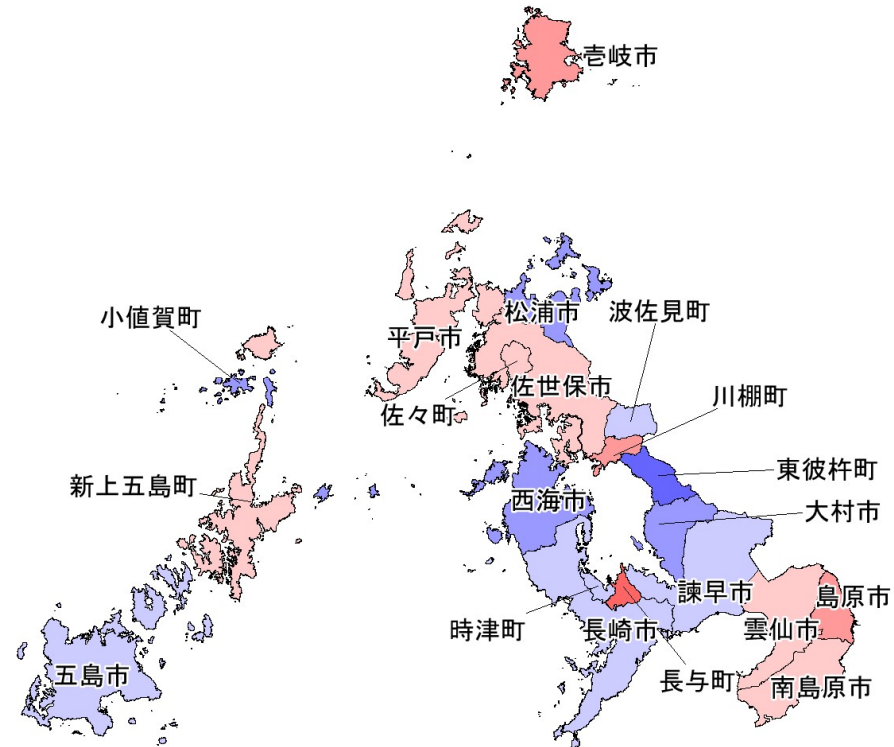 壱岐市
小値賀町
松浦市
波佐見町
平戸市
佐世保市
川棚町
佐々町
東彼杵町
新上五島町
西海市
大村市
諫早市
島原市
時津町
長崎市
雲仙市
五島市
長与町
南島原市